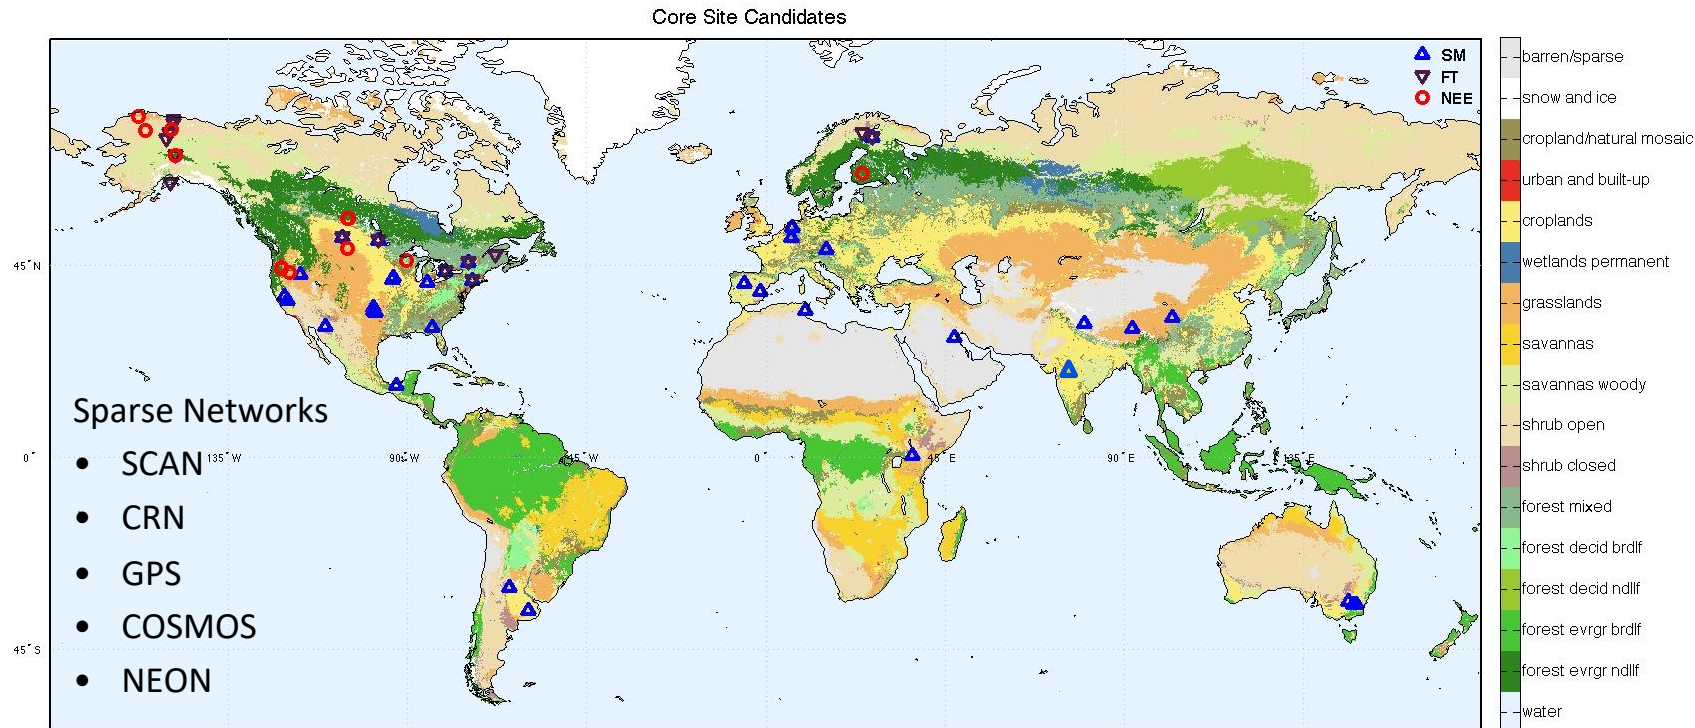 Core Site Candidates
SM
FT
NEE
45°N
0°
45°S
135°W
90°W
45°W
0°
45°E
90°E
135°E
Sparse Networks
• SCAN
• CRN
• GPS
• COSMOS
• NEON
barren/sparse
snow and ice
cropland/natural mosaic
urban and built-up
croplands
wetlands permanent
grasslands
savannas
savannas woody
shrub open
shrub closed
forest mixed
forest decid brdlf
forest decid ndllf
forest evrgr brdlf
forest evrgr ndllf
water